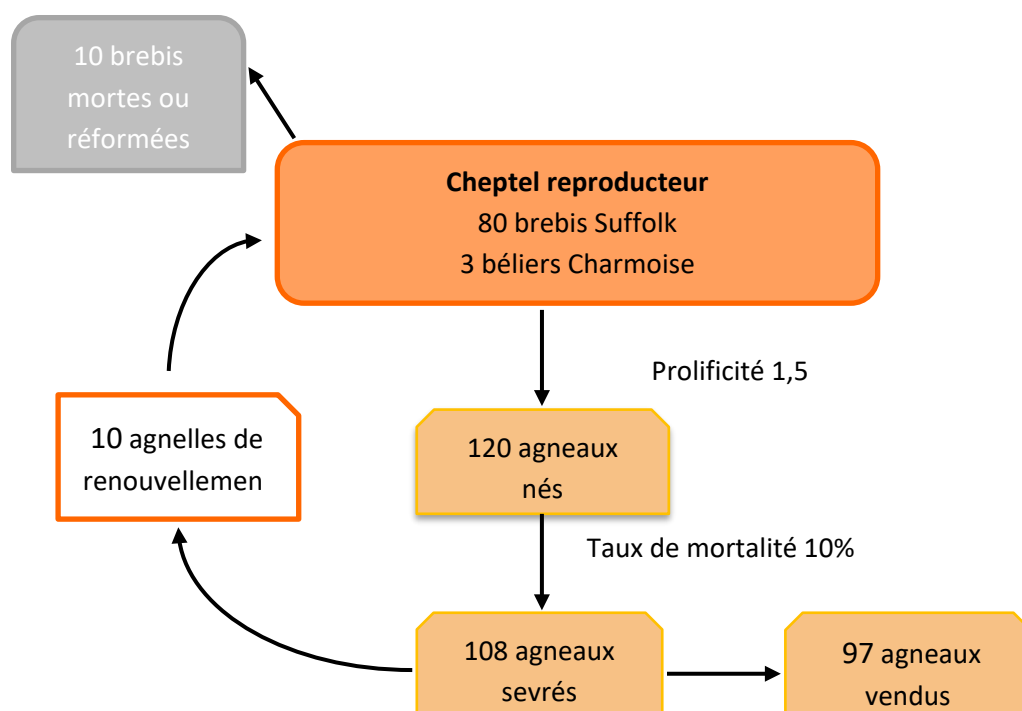 10 brebis
mortes ou
réformées
Cheptel reproducteur
80 brebis Suffolk
3 béliers Charmoise
Prolificité 1,5
10 agnelles de
renouvellemen
120 agneaux
nés
Taux de mortalité 10%
108 agneaux
sevrés
97 agneaux
vendus